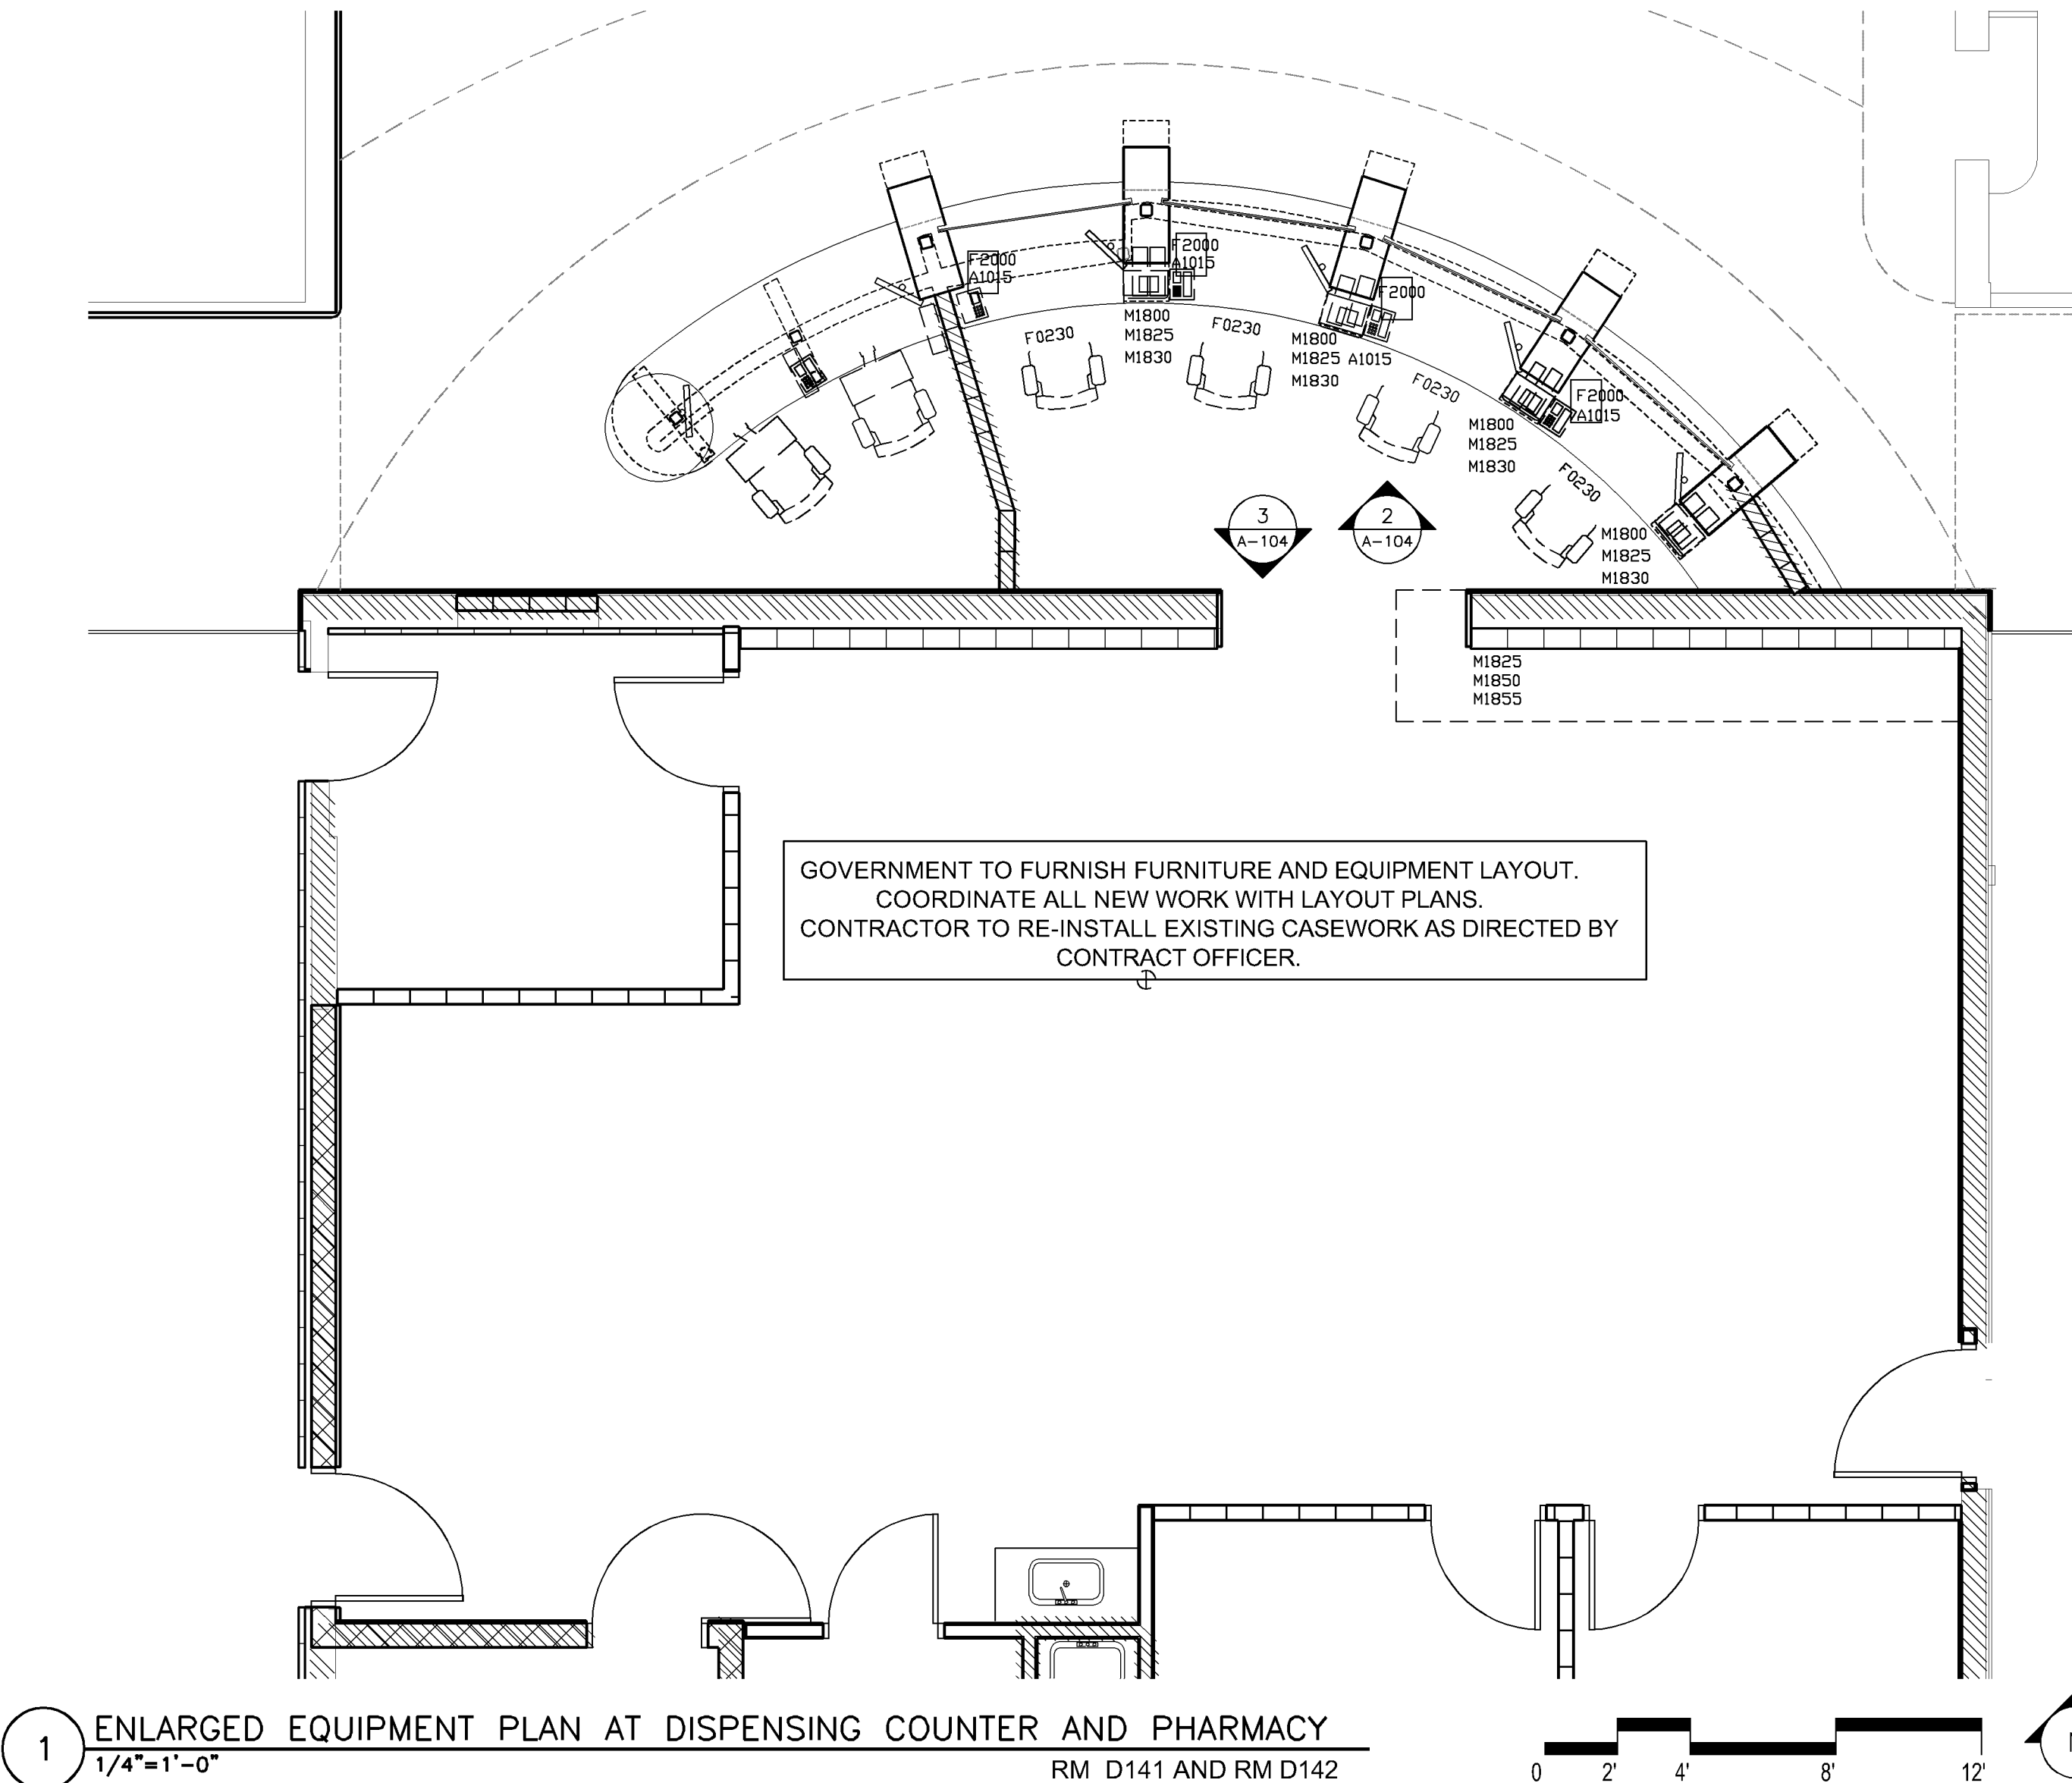 F2000
A1015
F2000
A1015
F2000
F2000
A1015
M1800
M1825
M1830
F0230
F0230
M1800
M1825 A1015
M1830
F0230
M1800
M1825
M1830
F0230
M1800
M1825
M1830
3
A-104
2
A-104
M1825
M1850
M1855
GOVERNMENT TO FURNISH FURNITURE AND EQUIPMENT LAYOUT.
COORDINATE ALL NEW WORK WITH LAYOUT PLANS.
CONTRACTOR TO RE-INSTALL EXISTING CASEWORK AS DIRECTED BY
CONTRACT OFFICER.
1
ENLARGED EQUIPMENT PLAN AT DISPENSING COUNTER AND PHARMACY
1/4"=1'-0"
RM D141 AND RM D142
0 2' 4' 8' 12'